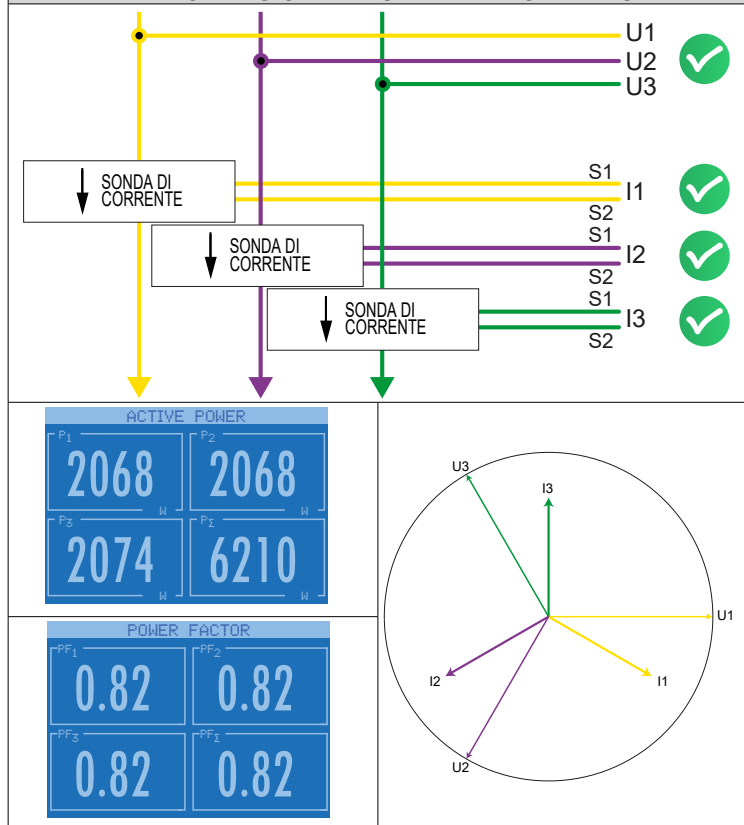 U1
U2
U3
SONDA DI
CORRENTE
S1
I1
S2
SONDA DI
CORRENTE
S1
I2
S2
SONDA DI
CORRENTE
S1
I3
S2
ACTIVE POWER
P1
2068
W
P2
2068
W
P3
2074
W
PΣ
6210
W
POWER FACTOR
PF1
0.82
PF2
0.82
PF3
0.82
PFΣ
0.82
U3
I3
U1
I2
I1
U2